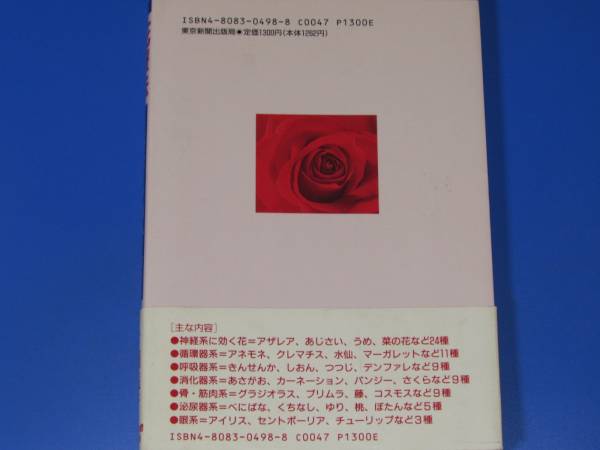 ISBN4-8083-0498-8 C0047 P1300E
東京新聞出版局●定価1300円(本体1262円)
[主な内容]
●神経系に効く花=アザレア、あじさい、うめ、菜の花など24種
●循環器系=アネモネ、クレマチス、水仙、マーガレットなど11種
●呼吸器系=きんせんか、しおん、つつじ、デンファレなど9種
●消化器系=あさがお、カーネーション、パンジー、さくらなど9種
●骨・筋肉系=グラジオラス、プリムラ、藤、コスモスなど9種
●泌尿器系=べにばな、くちなし、ゆり、桃、ぼたんなど5種
●眼系=アイリス、セントポーリア、チューリップなど3種
ISBN4-8083-0498-8 C0047 P1300E